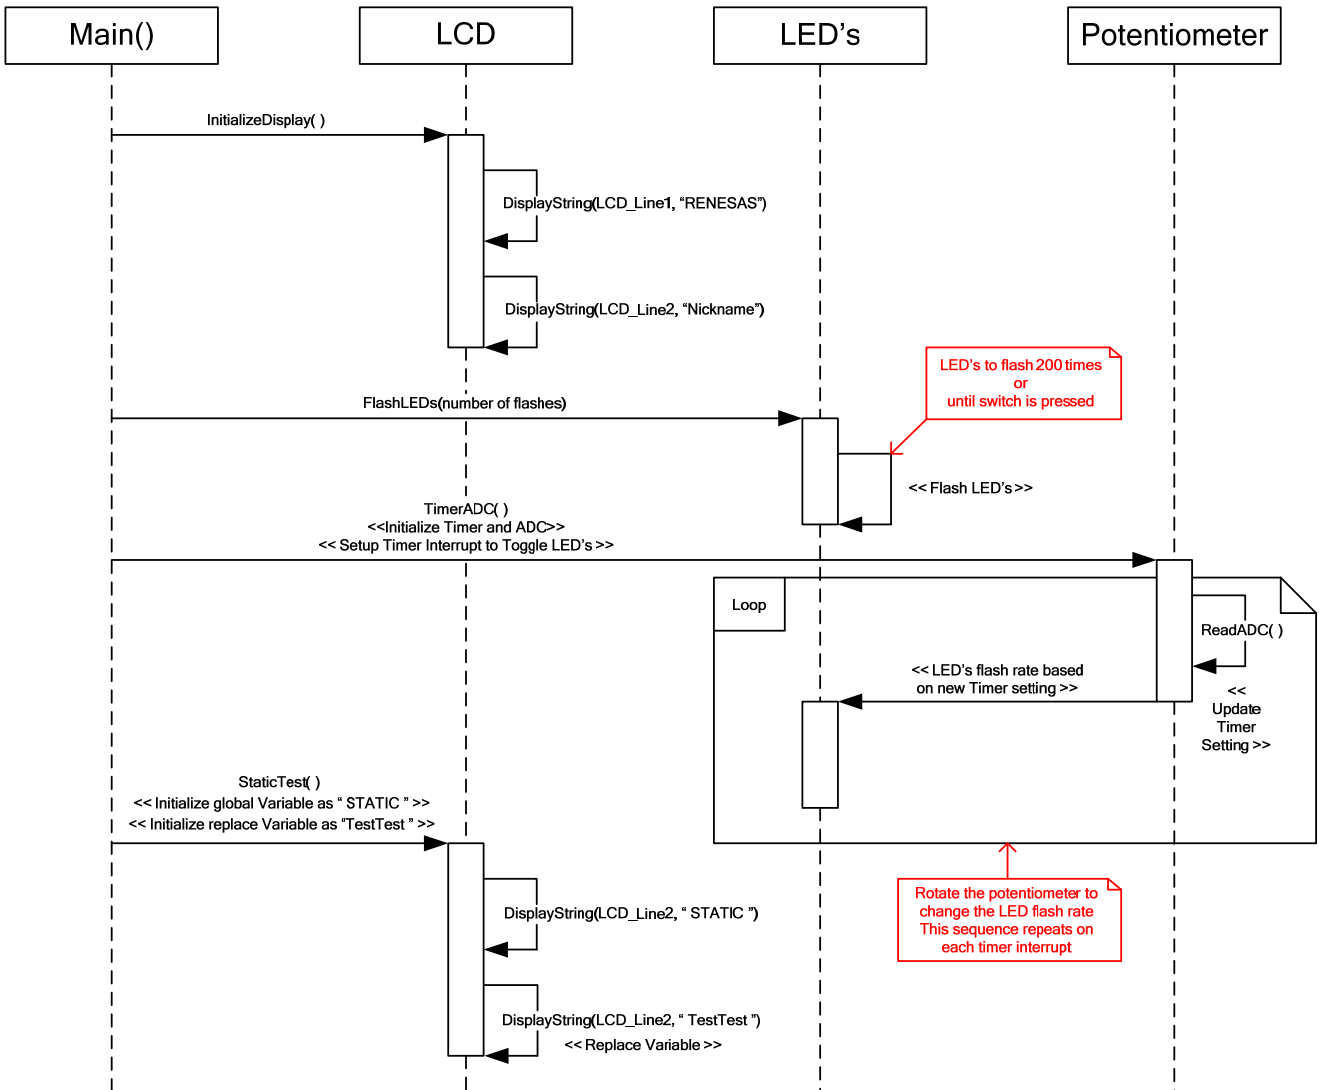 Main()
LCD
LED's
Potentiometer
InitializeDisplay( )
DisplayString(LCD_Line1, “RENESAS”)
DisplayString(LCD_Line2, “Nickname”)
LED's to flash 200 times
or
until switch is pressed
FlashLEDs(number of flashes)
<< Flash LED's >>
TimerADC( )
<<Initialize Timer and ADC>>
<< Setup Timer Interrupt to Toggle LED's >>
Loop
ReadADC( )
<< LED's flash rate based
on new Timer setting >>
<<
Update
Timer
Setting >>
StaticTest( )
<< Initialize global Variable as “ STATIC ” >>
<< Initialize replace Variable as “TestTest ” >>
Rotate the potentiometer to
change the LED flash rate
This sequence repeats on
each timer interrupt
DisplayString(LCD_Line2, “ STATIC ”)
DisplayString(LCD_Line2, “ TestTest ”)
<< Replace Variable >>